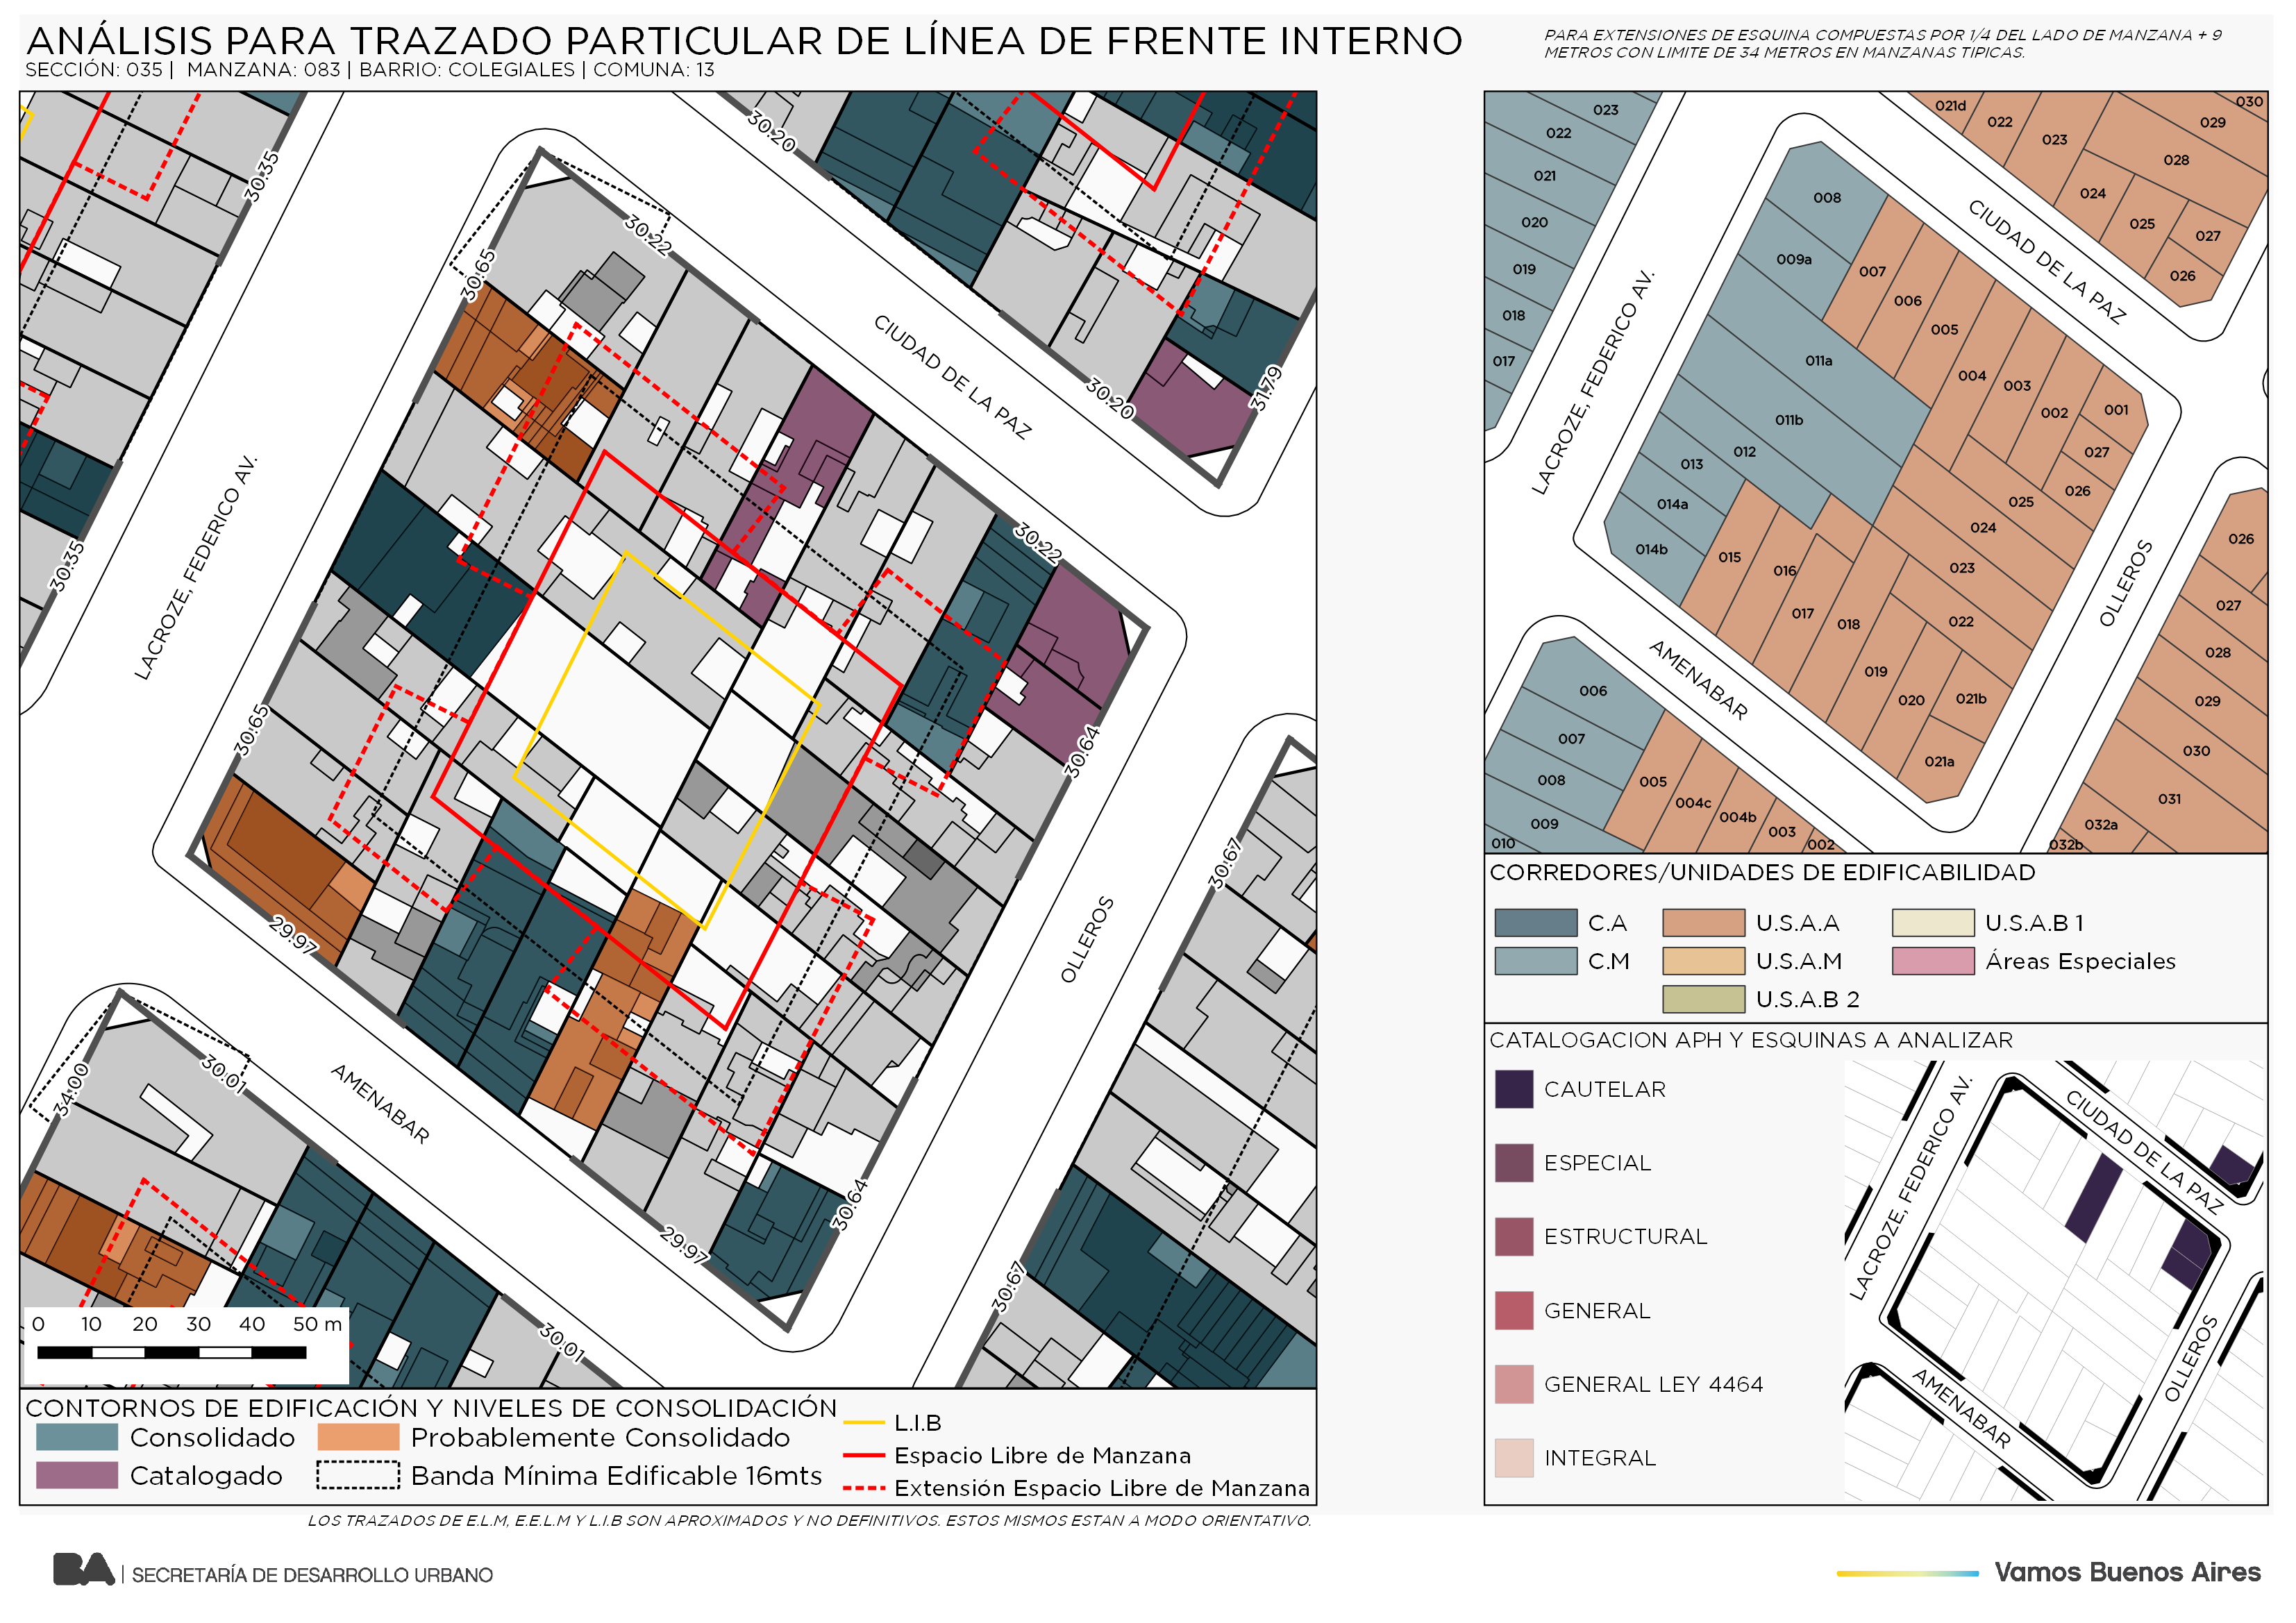 ANÁLISIS PARA TRAZADO PARTICULAR DE LÍNEA DE FRENTE INTERNO
SECCIÓN: 035 | MANZANA: 083 | BARRIO: COLEGIALES | COMUNA: 13
PARA EXTENSIONES DE ESQUINA COMPUESTAS POR 1/4 DEL LADO DE MANZANA + 9
METROS CON LIMITE DE 34 METROS EN MANZANAS TIPICAS.
30.35
30.20
30.22
30.65
CIUDAD DE LA PAZ
30.20
31.79
LACROZE, FEDERICO AV.
30.35
30.22
30.65
30.64
30.67
29.97
OLLEROS
34.00
30.01
AMENABAR
30.64
29.97
30.67
30.01
0 10 20 30 40 50 m
CONTORNOS DE EDIFICACIÓN Y NIVELES DE CONSOLIDACIÓN
Consolidado
Probablemente Consolidado
Catalogado
Banda Mínima Edificable 16mts
L.I.B
Espacio Libre de Manzana
Extensión Espacio Libre de Manzana
LOS TRAZADOS DE E.L.M, E.E.L.M Y L.I.B SON APROXIMADOS Y NO DEFINITIVOS. ESTOS MISMOS ESTAN A MODO ORIENTATIVO.
023
022
021
020
019
018
017
021d
022
023
030
029
028
024
025
027
026
CIUDAD DE LA PAZ
LACROZE, FEDERICO AV.
008
009a
007
006
005
011a
004
003
002
001
011b
027
012
026
013
025
014a
024
014b
015
016
023
017
018
022
019
020
021b
021a
OLLEROS
AMENABAR
026
027
028
029
030
031
032a
032b
006
007
008
009
010
005
004c
004b
003
002
CORREDORES/UNIDADES DE EDIFICABILIDAD
C.A
U.S.A.A
U.S.A.B 1
C.M
U.S.A.M
Áreas Especiales
U.S.A.B 2
CATALOGACION APH Y ESQUINAS A ANALIZAR
CAUTELAR
ESPECIAL
ESTRUCTURAL
GENERAL
GENERAL LEY 4464
INTEGRAL
LACROZE, FEDERICO AV.
CIUDAD DE LA PAZ
OLLEROS
AMENABAR
BA | SECRETARÍA DE DESARROLLO URBANO
Vamos Buenos Aires